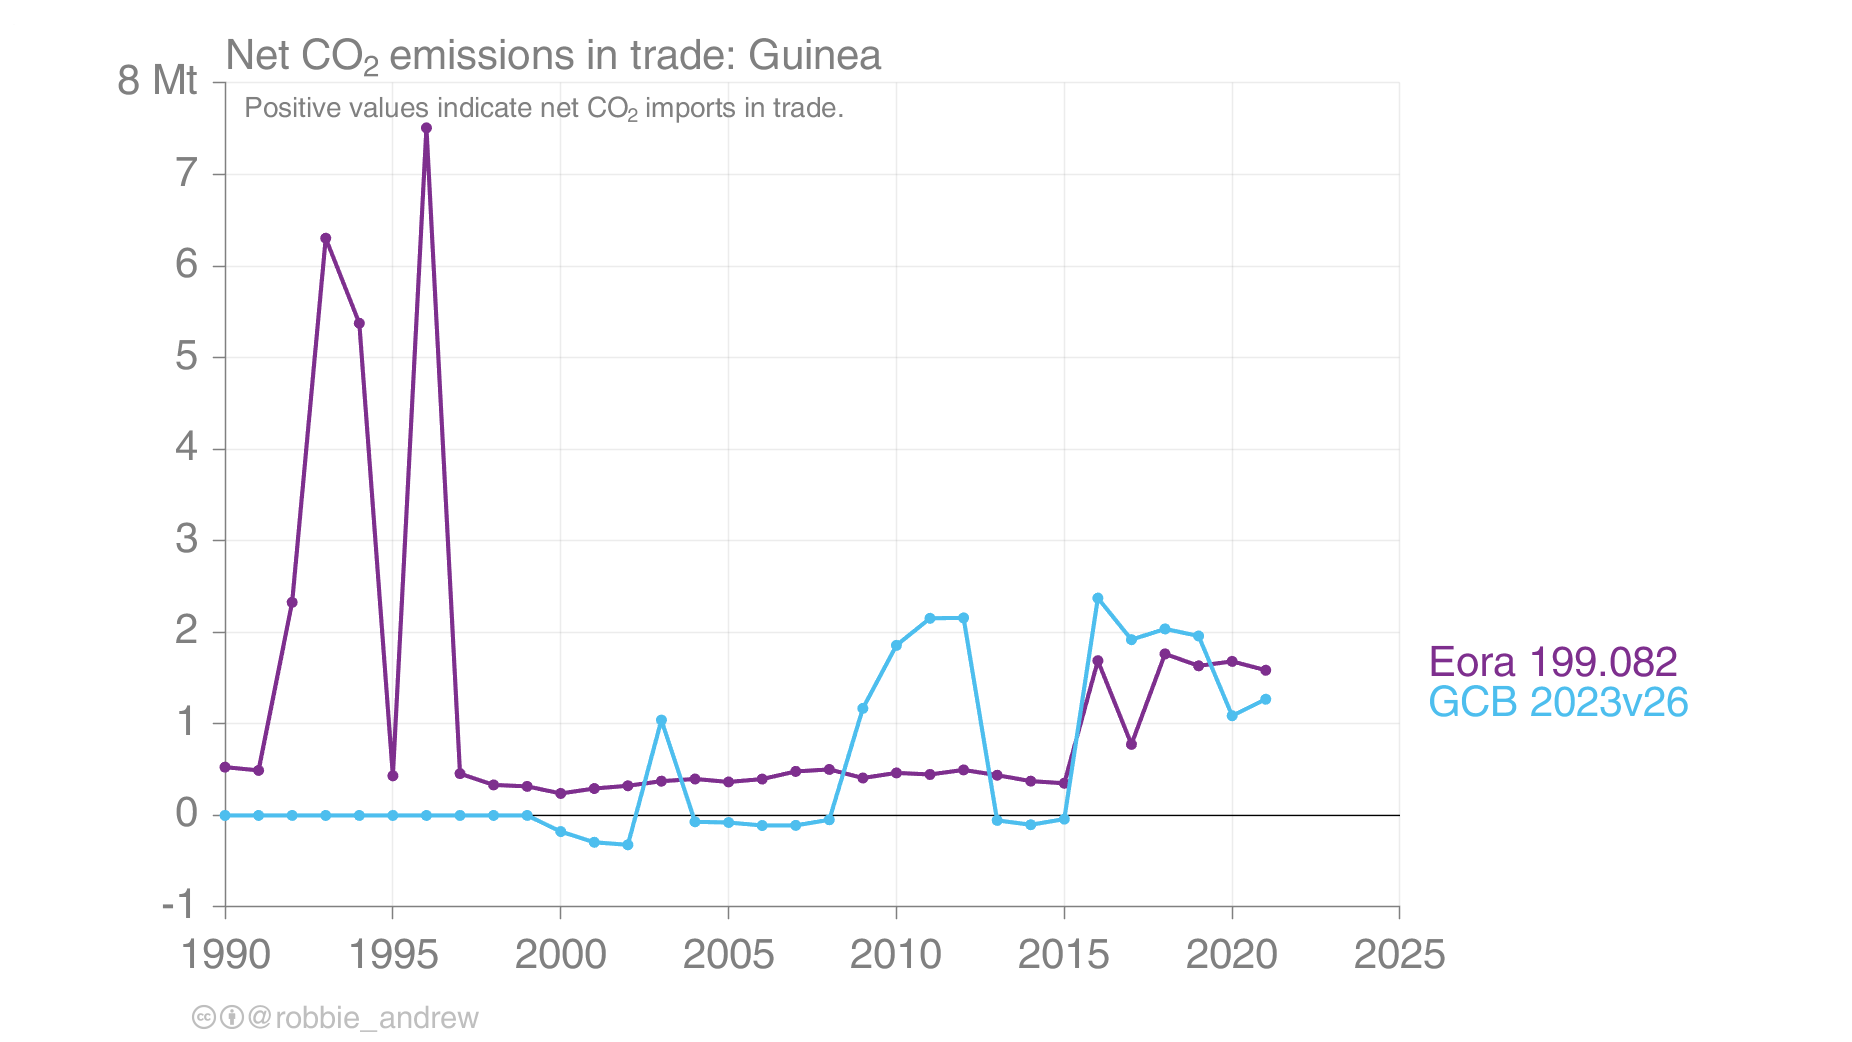 Net CO₂ emissions in trade: Guinea
8 Mt
Positive values indicate net CO₂ imports in trade.
7
6
5
4
3
2
1
0
-1
Eora 199.082
GCB 2023v26
1990 1995 2000 2005 2010 2015 2020 2025
cc @robbie_andrew